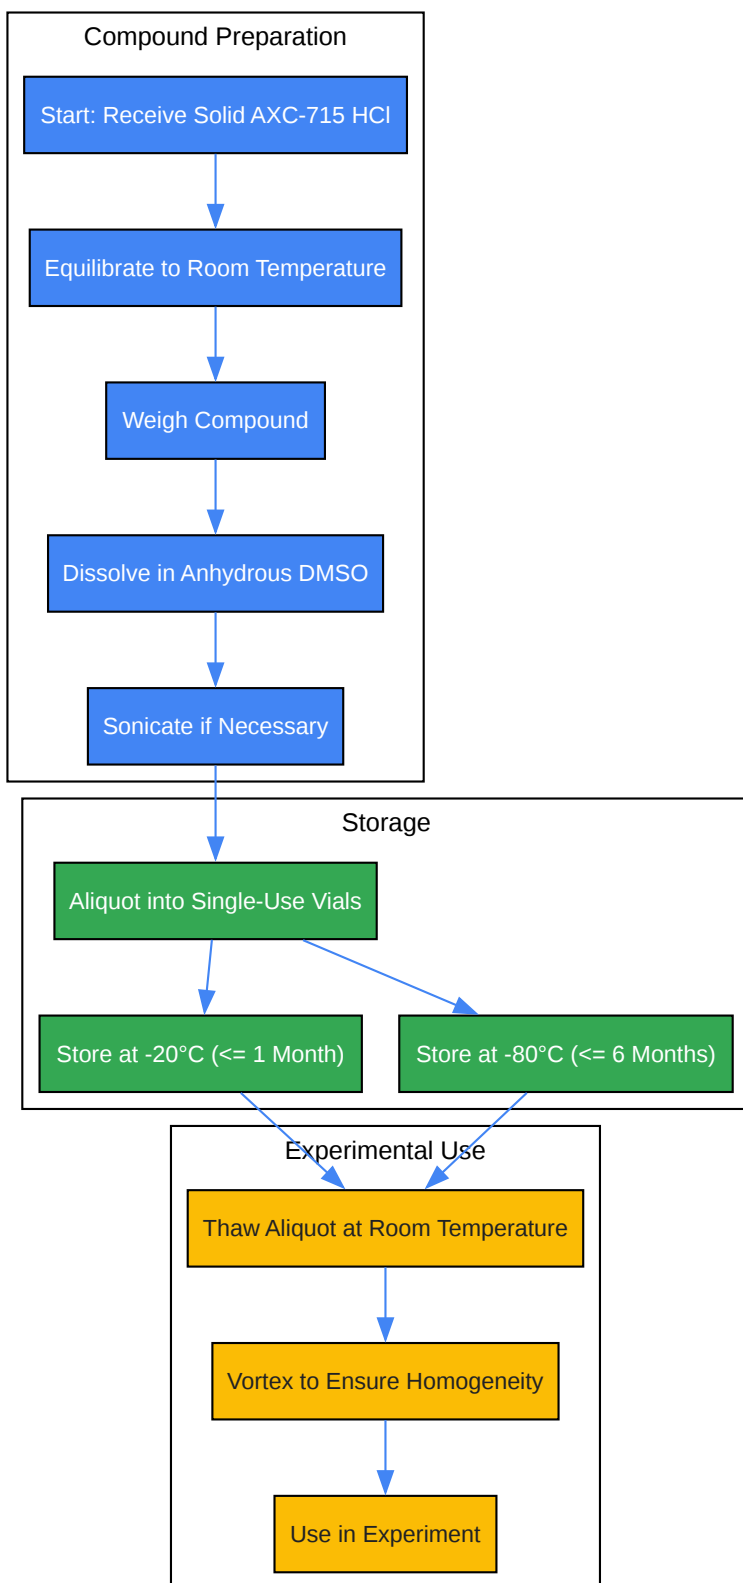 Compound Preparation
Start: Receive Solid AXC-715 HCl
Equilibrate to Room Temperature
Weigh Compound
Dissolve in Anhydrous DMSO
Sonicate if Necessary
Storage
Aliquot into Single-Use Vials
Store at -20°C (<= 1 Month)
Store at -80°C (<= 6 Months)
Experimental Use
Thaw Aliquot at Room Temperature
Vortex to Ensure Homogeneity
Use in Experiment